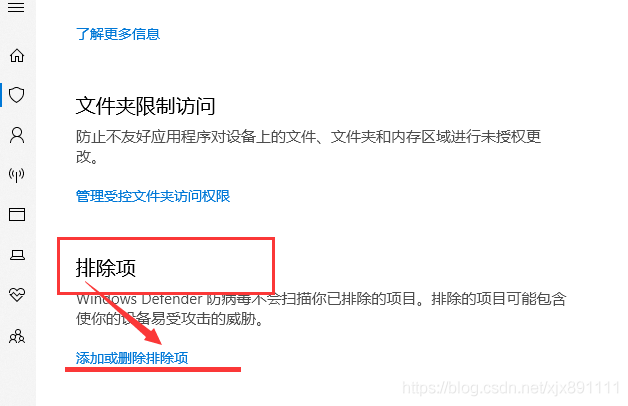 了解更多信息
文件夹限制访问
防止不友好应用程序对设备上的文件、文件夹和内存区域进行未授权更
改。
管理受控文件夹访问权限
排除项
Windows Defender 防病毒不会扫描你已排除的项目。排除的项目可能包含
使你的设备易受攻击的威胁。
添加或删除排除项
https://blog.csdn.net/xjx891111